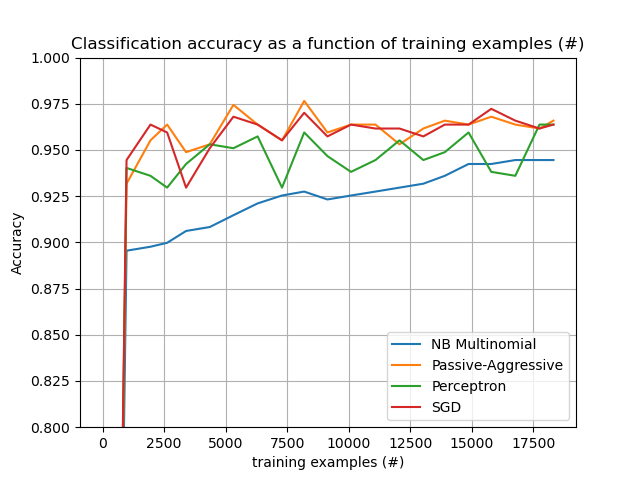 Classification accuracy as a function of training examples (#)
1.000
0.975
0.950
0.925
0.900
0.875
0.850
0.825
0.800
Accuracy
NB Multinomial
Passive-Aggressive
Perceptron
SGD
0 2500 5000 7500 10000 12500 15000 17500
training examples (#)